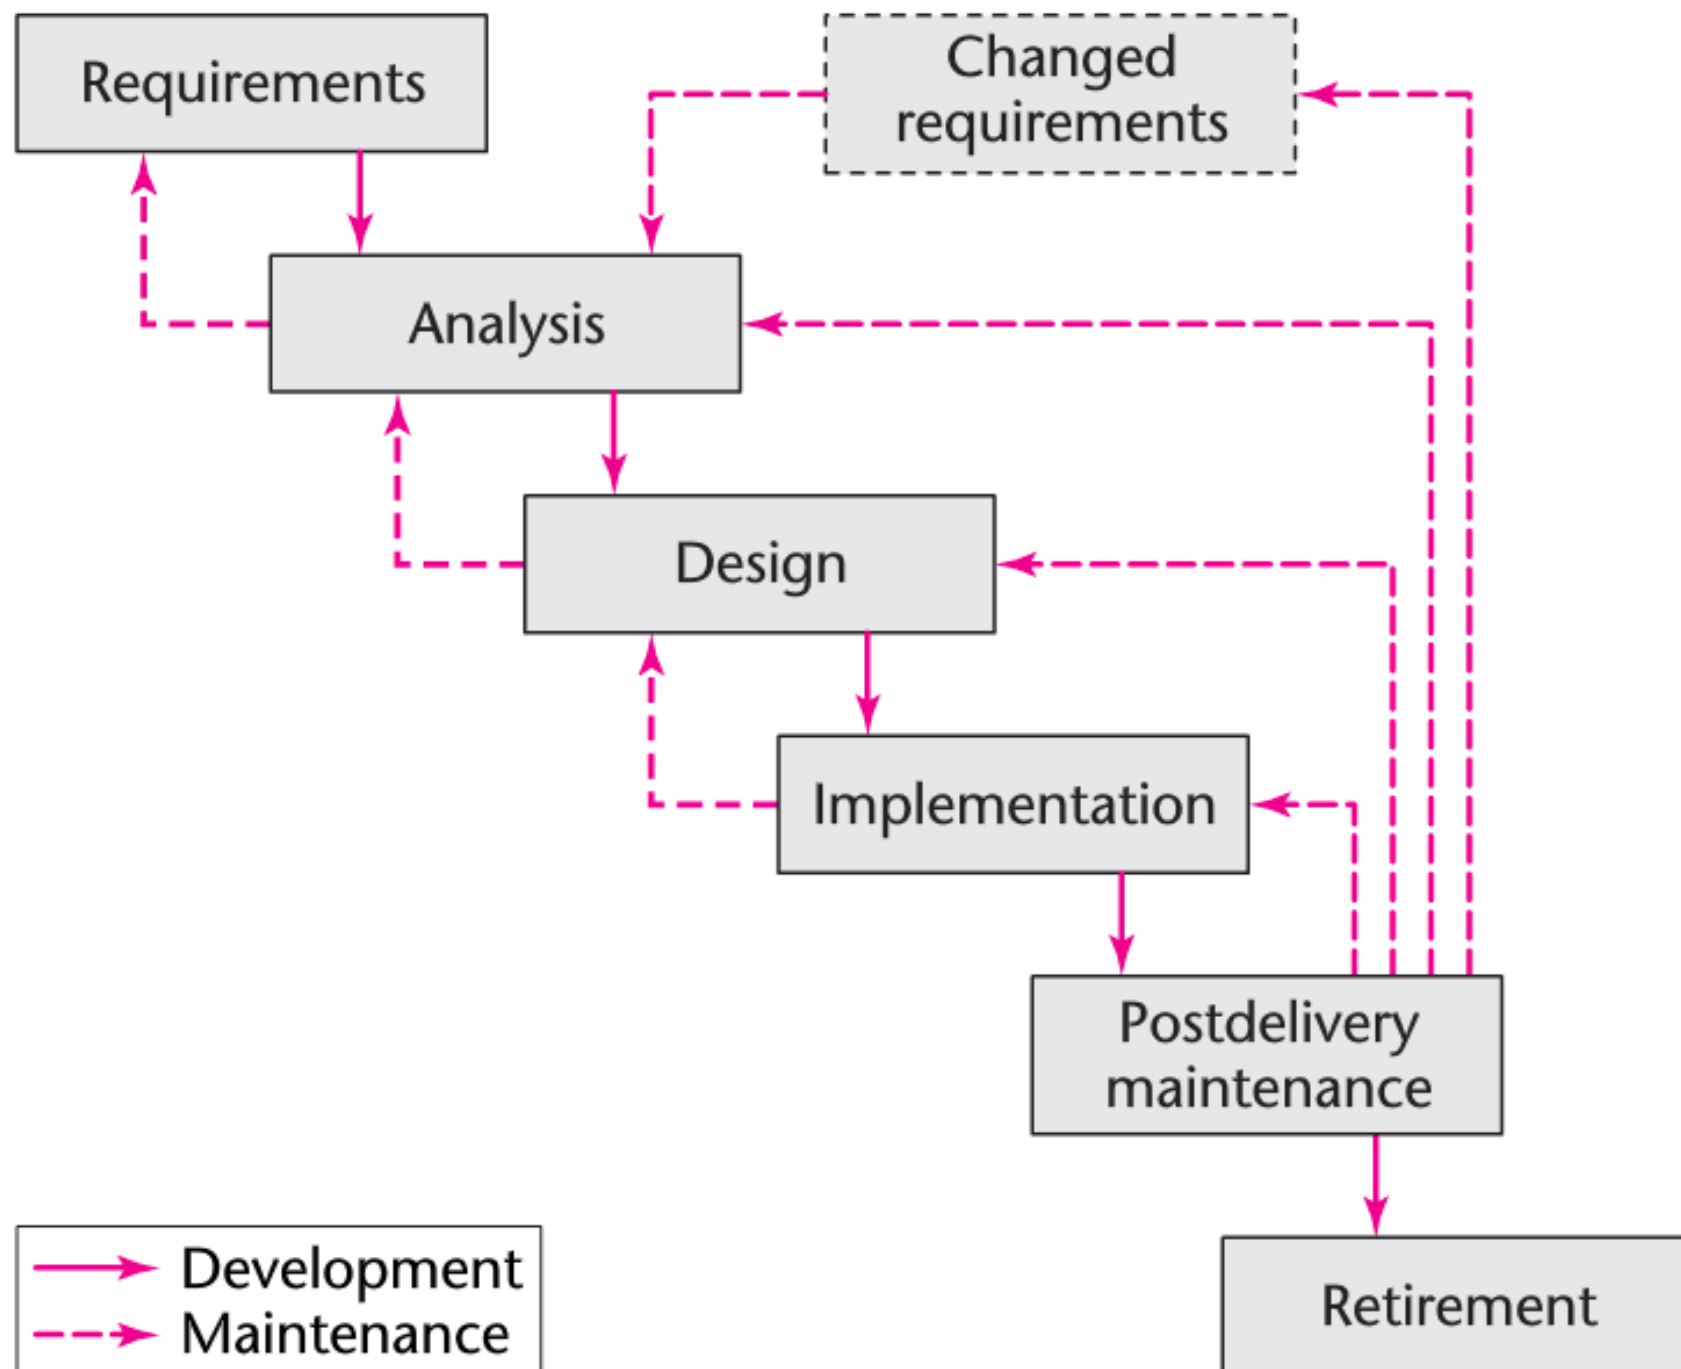 Requirements
Changed
requirements
Analysis
Design
Implementation
Postdelivery
maintenance
Retirement
Development
Maintenance